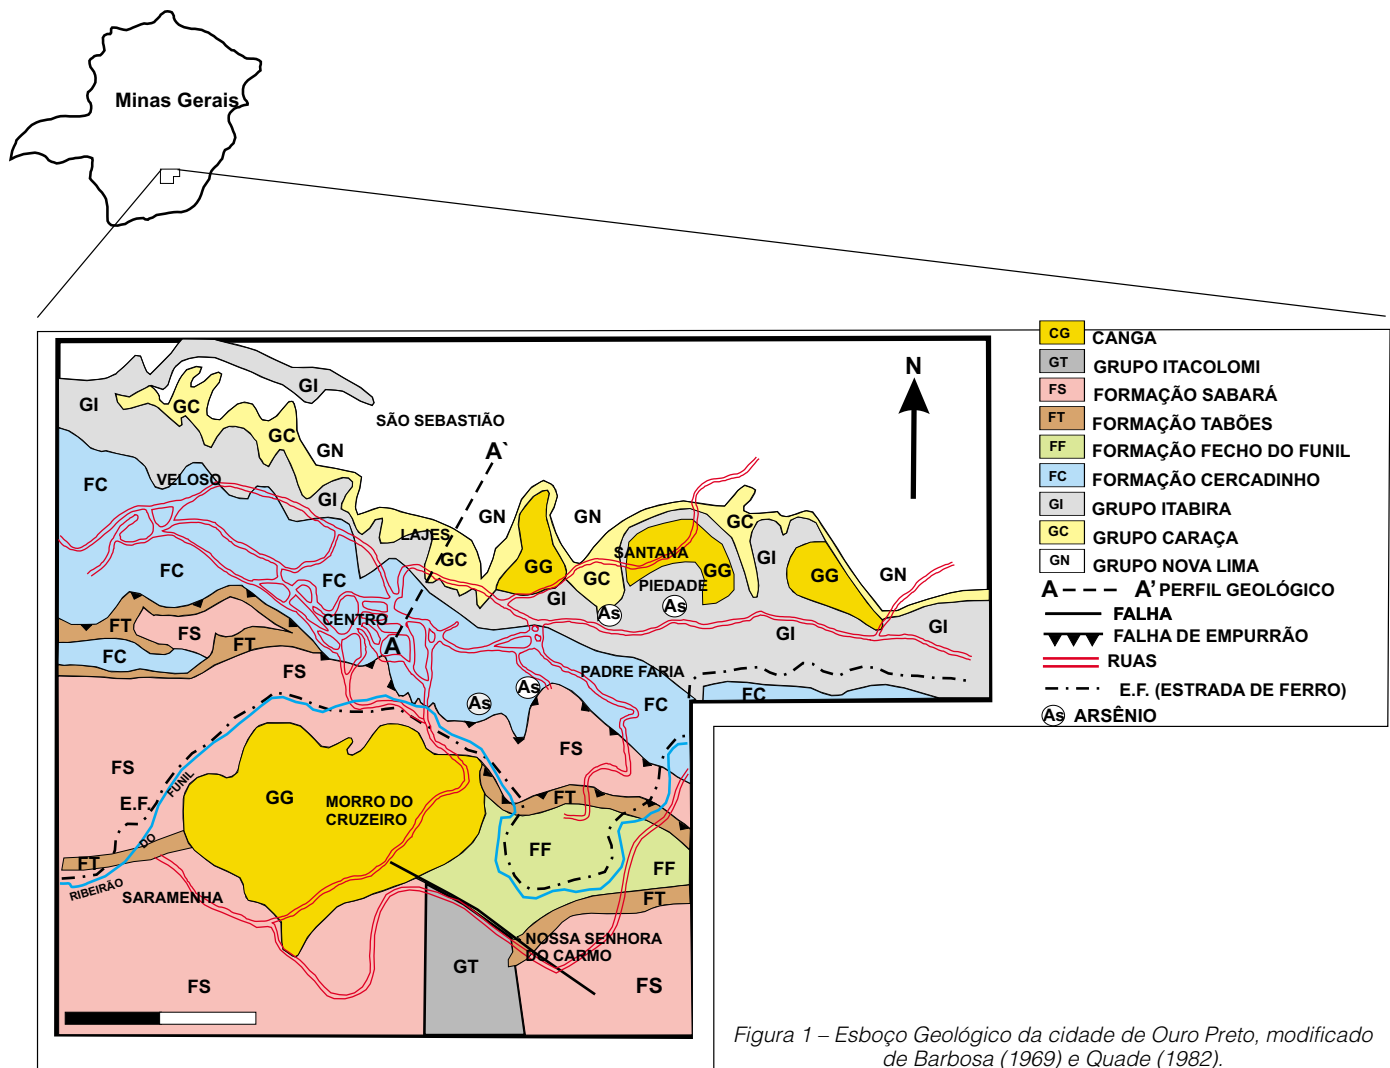 Minas Gerais
N
GI
GI
GC
GC
SÃO SEBASTIÃO
GN
A`
FC
VELOSO
GI
GN
GN
LAJES
GC
GC
GG
GC
SANTANA
GG
GI
GG
GN
PIEDADE
FC
FC
GI
As
As
CENTRO
GI
GI
FT
FS
FT
FC
A
FS
PADRE FARIA
FC
FC
As
As
FS
FS
E.F.
FUNIL
DO
RIBEIRÃO
GG
MORRO DO
CRUZEIRO
FT
FF
FF
FT
FT
SARAMENHA
NOSSA SENHORA
DO CARMO
GT
FS
FS
CG CANGA
GT GRUPO ITACOLOMI
FS FORMAÇÃO SABARÁ
FT FORMAÇÃO TABÕES
FF FORMAÇÃO FECHO DO FUNIL
FC FORMAÇÃO CERCADINHO
GI GRUPO ITABIRA
GC GRUPO CARAÇA
GN GRUPO NOVA LIMA
A A' PERFIL GEOLÓGICO
FALHA
FALHA DE EMPURRÃO
RUAS
E.F. (ESTRADA DE FERRO)
As ARSÊNIO
Figura 1 – Esboço Geológico da cidade de Ouro Preto, modificado
de Barbosa (1969) e Quade (1982).